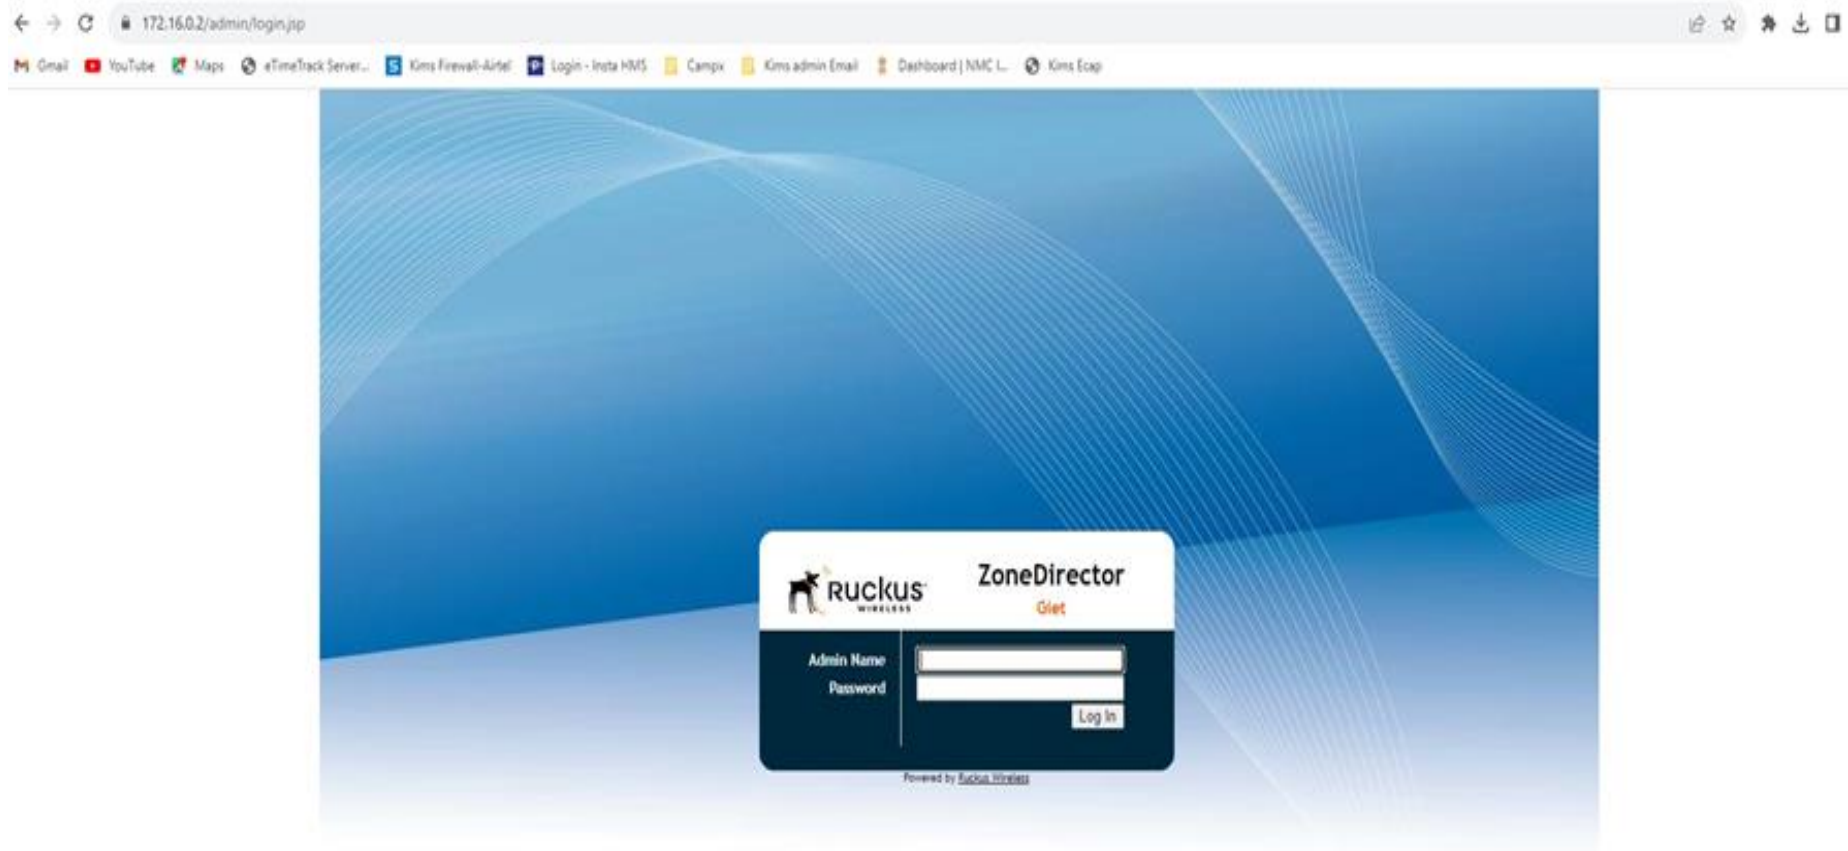 172.16.0.2/admin/login.jsp
Gmail YouTube Maps eTimeTrack Server... Kims Firewall-Airtel Login - Insta HMS Campx Kims admin Email Dashboard | NMC L... Kims Ecap
RUCKUS
WIRELESS
ZoneDirector
Giet
Admin Name
Password
Log In
Powered by Ruckus Wireless